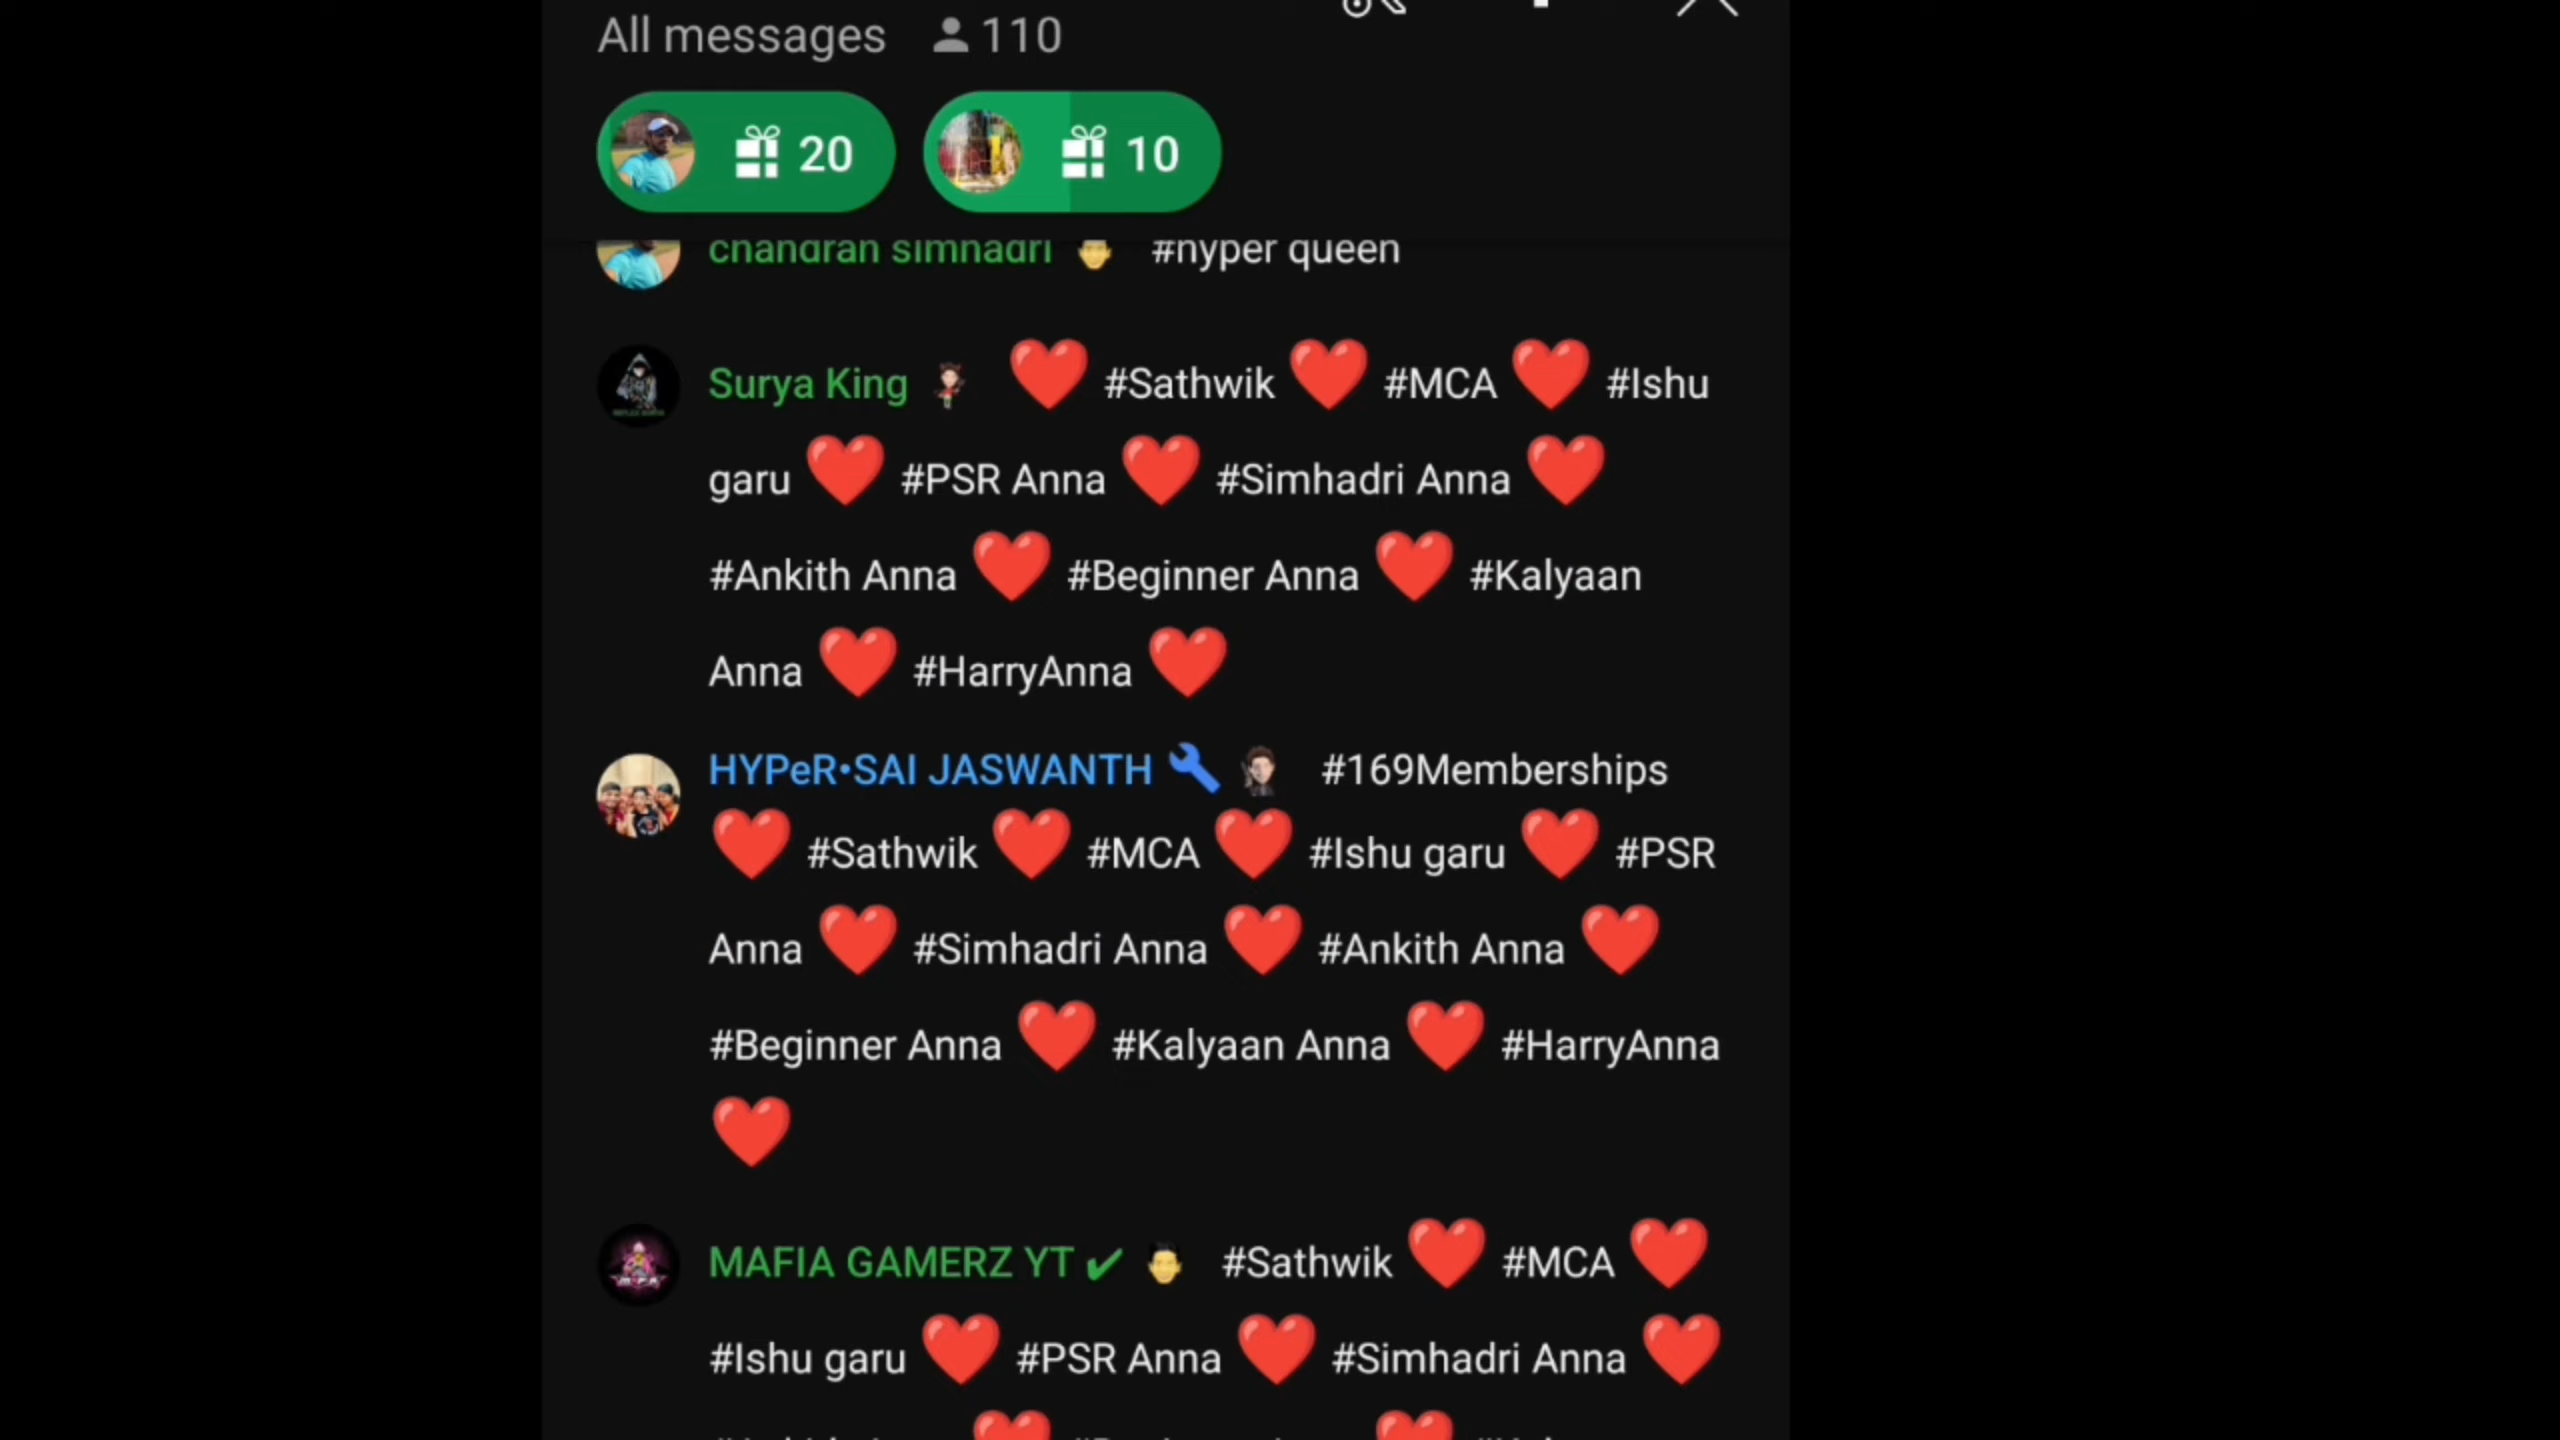 All messages 110
20 10
chandran simhadri #hyper queen
Surya King ❤️ #Sathwik ❤️ #MCA ❤️ #Ishu
garu ❤️ #PSR Anna ❤️ #Simhadri Anna ❤️
#Ankith Anna ❤️ #Beginner Anna ❤️ #Kalyaan
Anna ❤️ #HarryAnna ❤️
HYPeR•SAI JASWANTH 🔧 #169Memberships
❤️ #Sathwik ❤️ #MCA ❤️ #Ishu garu ❤️ #PSR
Anna ❤️ #Simhadri Anna ❤️ #Ankith Anna ❤️
#Beginner Anna ❤️ #Kalyaan Anna ❤️ #HarryAnna
❤️
MAFIA GAMERZ YT ✔ #Sathwik ❤️ #MCA ❤️
#Ishu garu ❤️ #PSR Anna ❤️ #Simhadri Anna ❤️